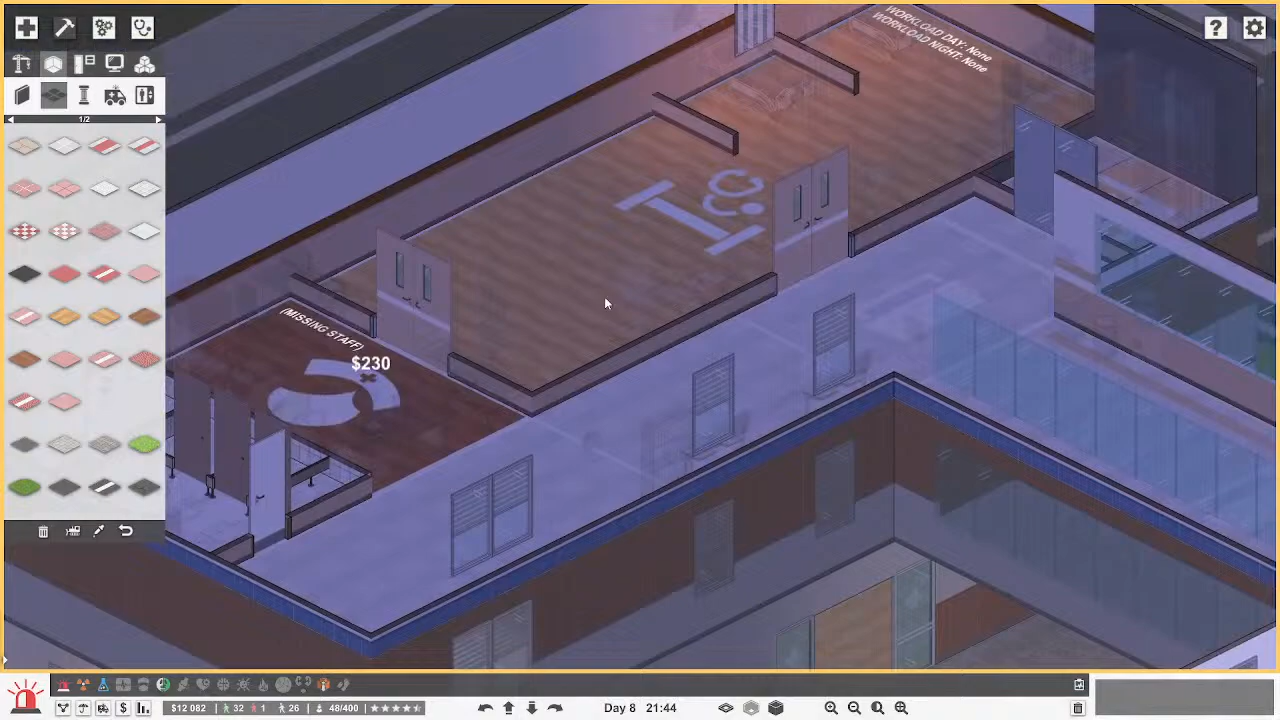 ?
WORKLOAD DAY: None
WORKLOAD NIGHT: None
1/2
(MISSING STAFF)
$230
$12 082
32
1
26
48/400
Day 8 21:44